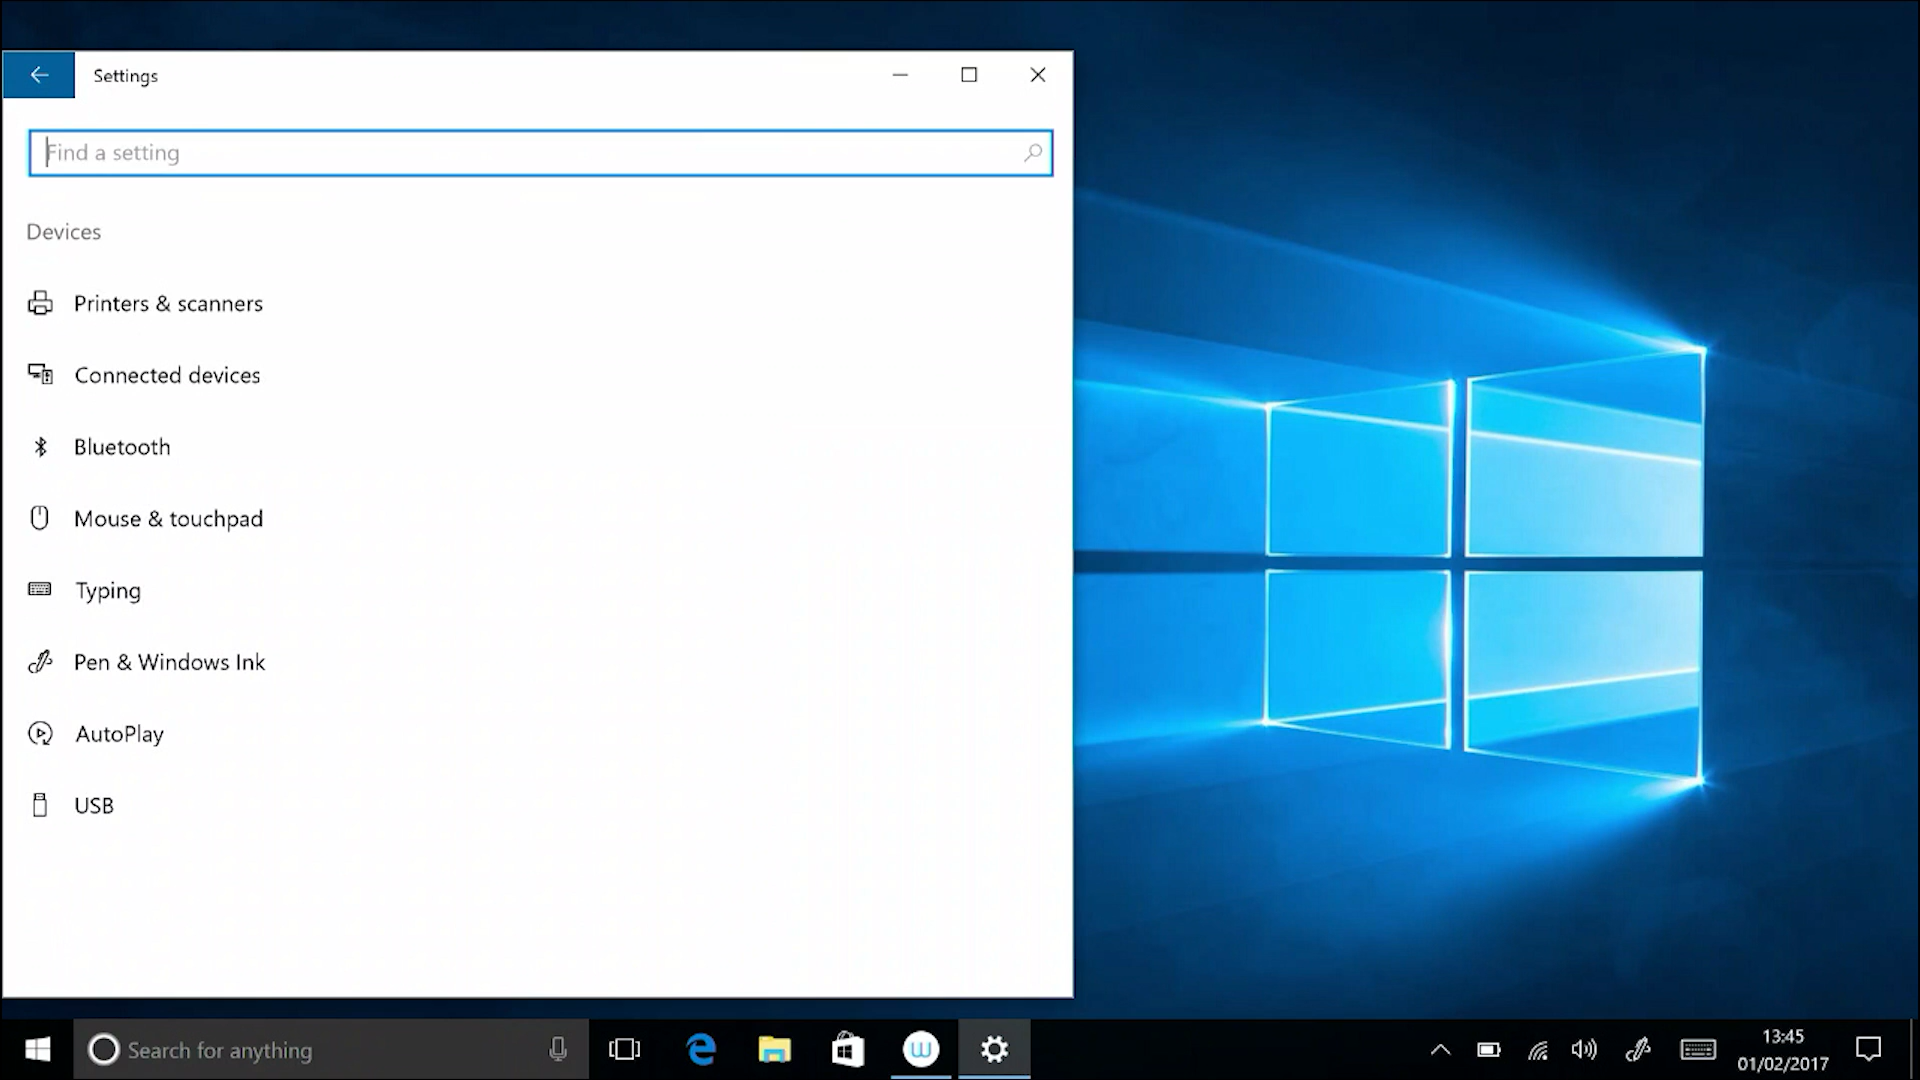 Settings
Find a setting
Devices
Printers & scanners
Connected devices
Bluetooth
Mouse & touchpad
Typing
Pen & Windows Ink
AutoPlay
USB
Search for anything
w
13:45
01/02/2017